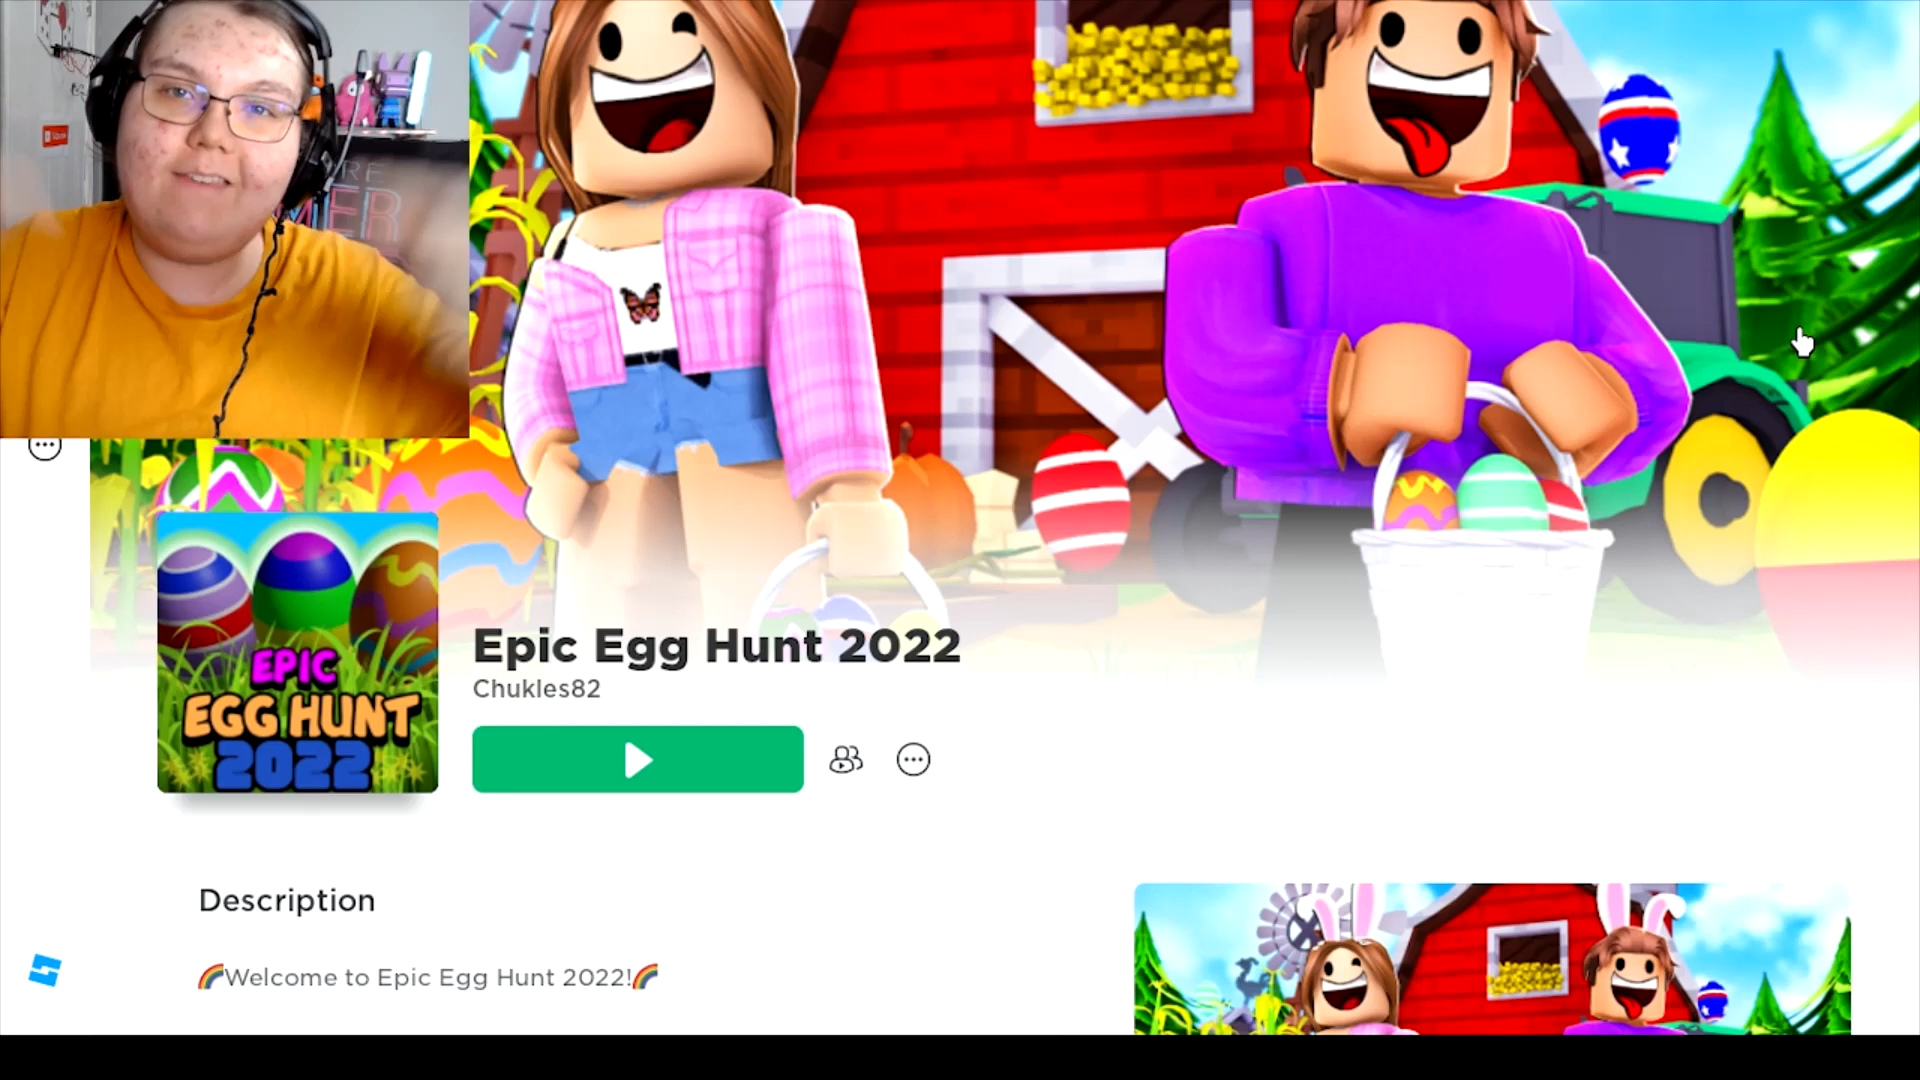 EPIC
EGG HUNT
2022
Epic Egg Hunt 2022
Chukles82
Description
🌈Welcome to Epic Egg Hunt 2022!🌈